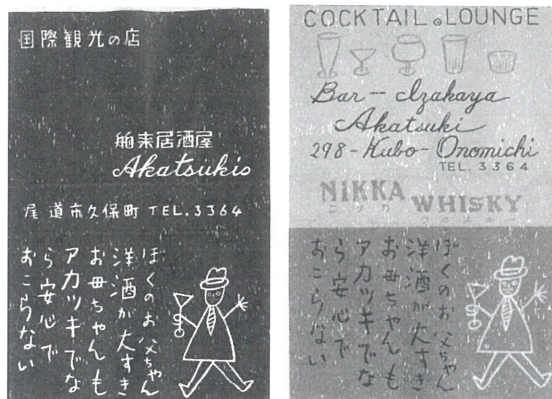 国際観光の店
舶来居酒屋
Akatsukis
尾道市久保町 TEL.3364
ぼくのお父ちゃん
洋酒が大すき
お母ちゃんも
アカツキでな
ら安心で
おこらない
COCKTAIL LOUNGE
Bar - Izakaya
Akatsuki
298-Kubo-Onomichi
TEL.3364
NIKKA WHISKY
ニッカ
ぼくのお父ちゃん
洋酒が大すき
お母ちゃんも
アカツキでな
ら安心で
おこらない